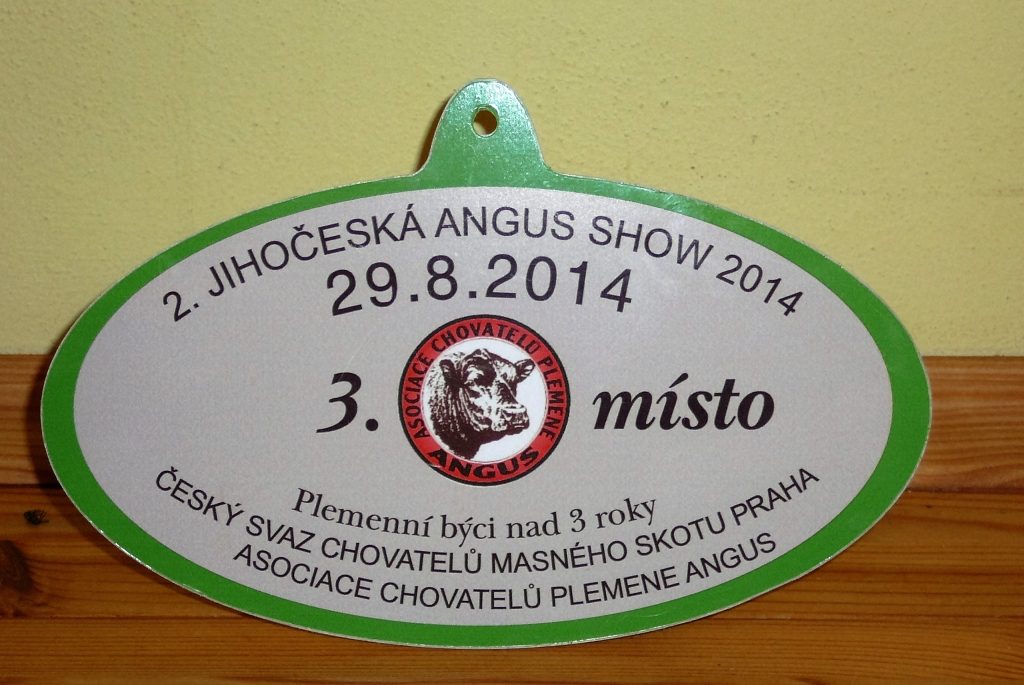 2. JIHOČESKÁ ANGUS SHOW 2014
29.8.2014
3. místo
ASOCIACE CHOVATELŮ PLEMENE
ANGUS
Plemenní býci nad 3 roky
ČESKÝ SVAZ CHOVATELŮ MASNÉHO SKOTU PRAHA
ASOCIACE CHOVATELŮ PLEMENE ANGUS